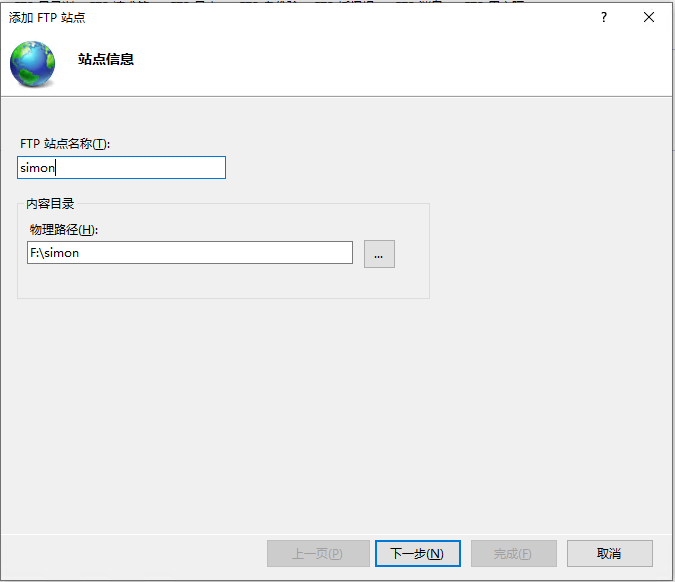 添加 FTP 站点
?
站点信息
FTP 站点名称(T):
simon
内容目录
物理路径(H):
F:\simon
...
上一页(P)
下一步(N)
完成(F)
取消